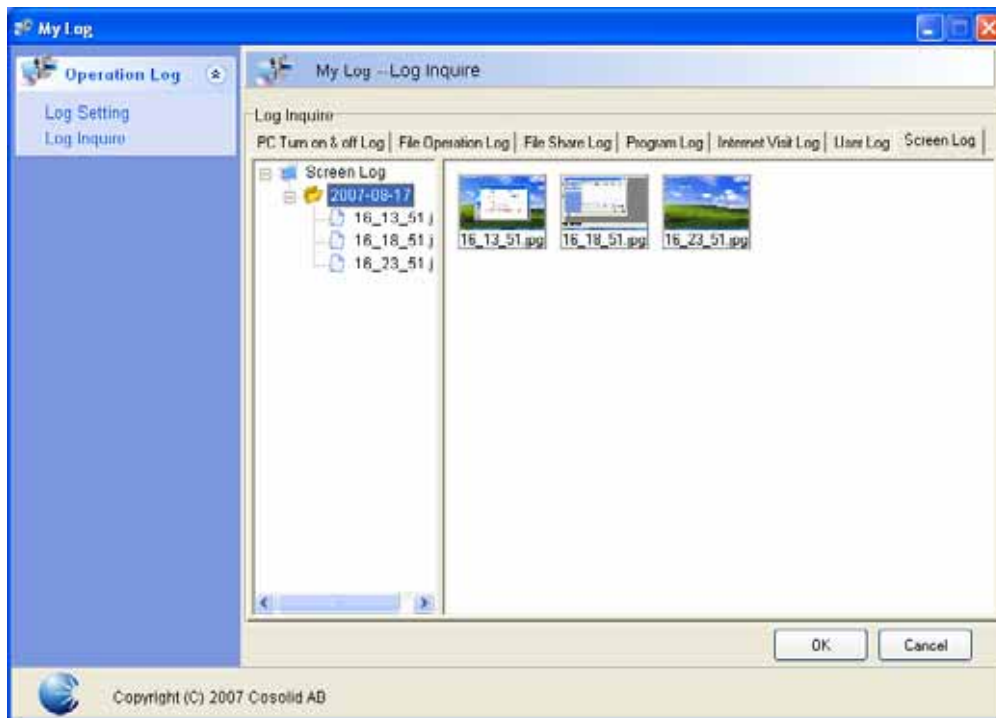 My Log
Operation Log
Log Setting
Log Inquire
My Log -- Log Inquire
Log Inquire
PC Turn on & off Log File Operation Log File Share Log Program Log Internet Visit Log User Log Screen Log
Screen Log
2007-08-17
16_13_51.j
16_18_51.j
16_23_51.j
16_13_51.jpg 16_18_51.jpg 16_23_51.jpg
OK Cancel
Copyright (C) 2007 Cosolid AB